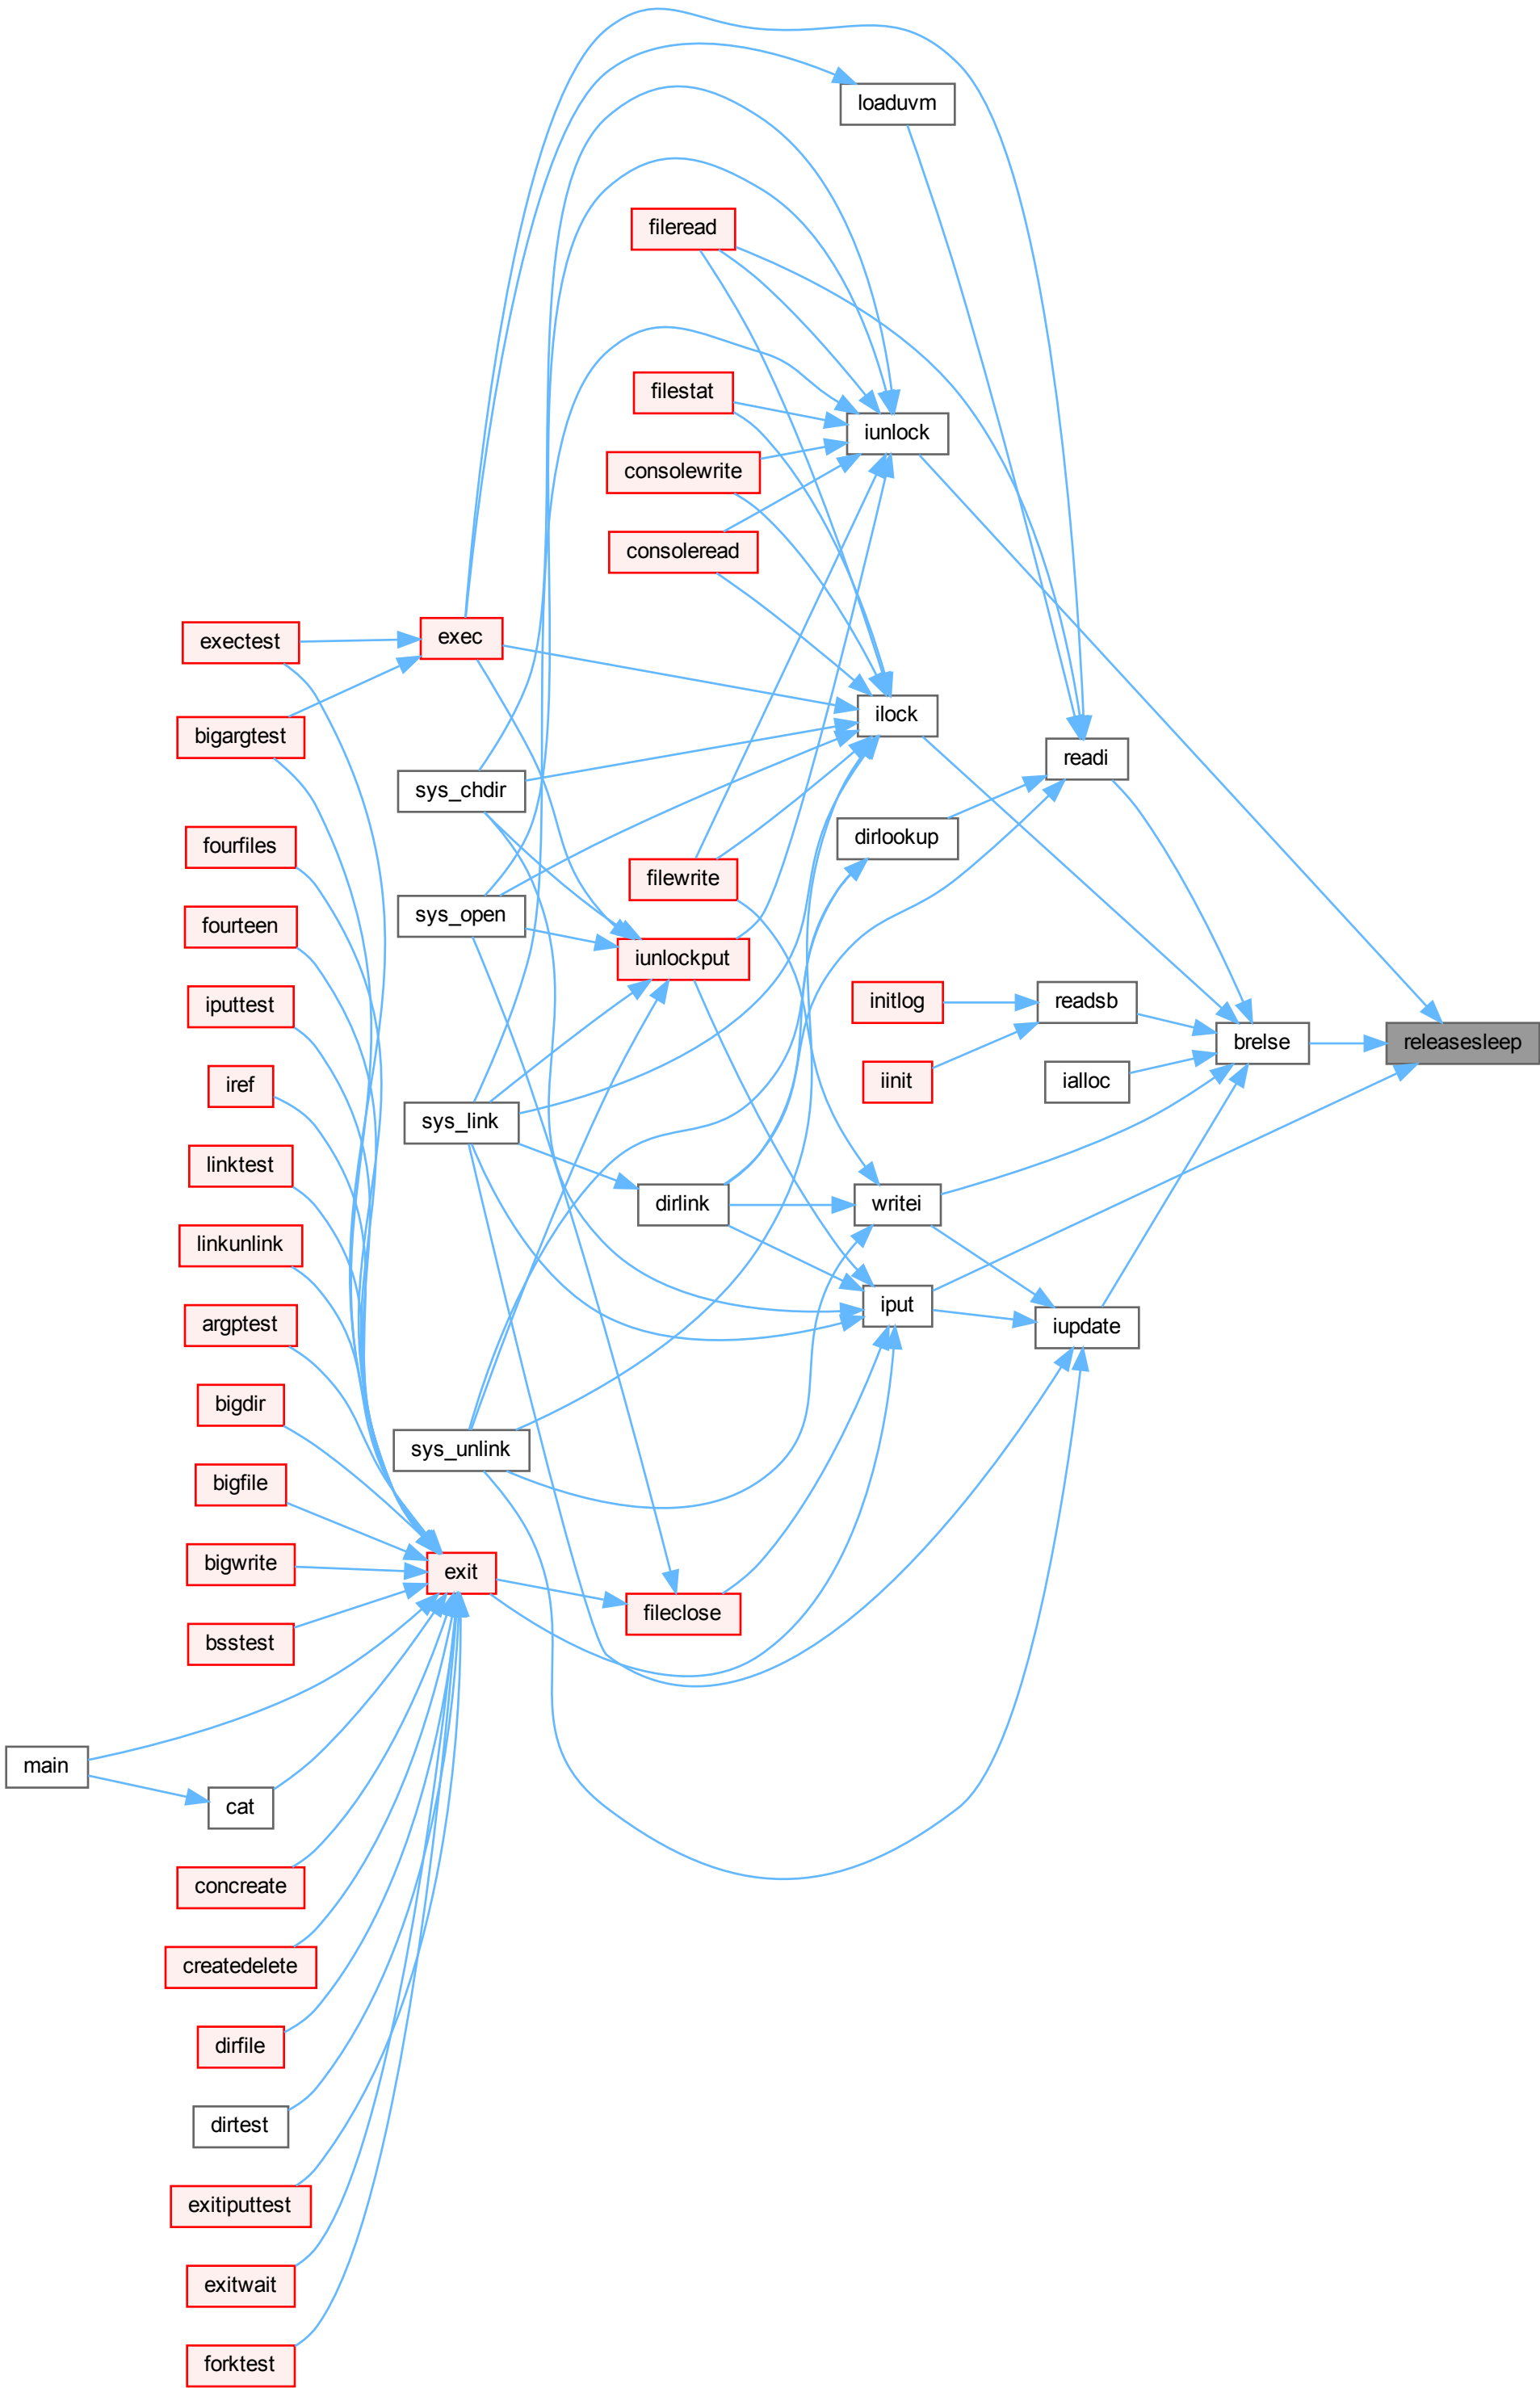 loaduvm
fileread
filestat
iunlock
consolewrite
consoleread
exectest
exec
ilock
bigargtest
readi
sys_chdir
dirlookup
fourfiles
filewrite
sys_open
fourteen
iunlockput
iputtest
initlog
readsb
brelse
releasesleep
iref
iinit
ialloc
sys_link
linktest
dirlink
writei
linkunlink
iput
argptest
iupdate
bigdir
sys_unlink
bigfile
bigwrite
exit
fileclose
bsstest
main
cat
concreate
createdelete
dirfile
dirtest
exitiputtest
exitwait
forktest